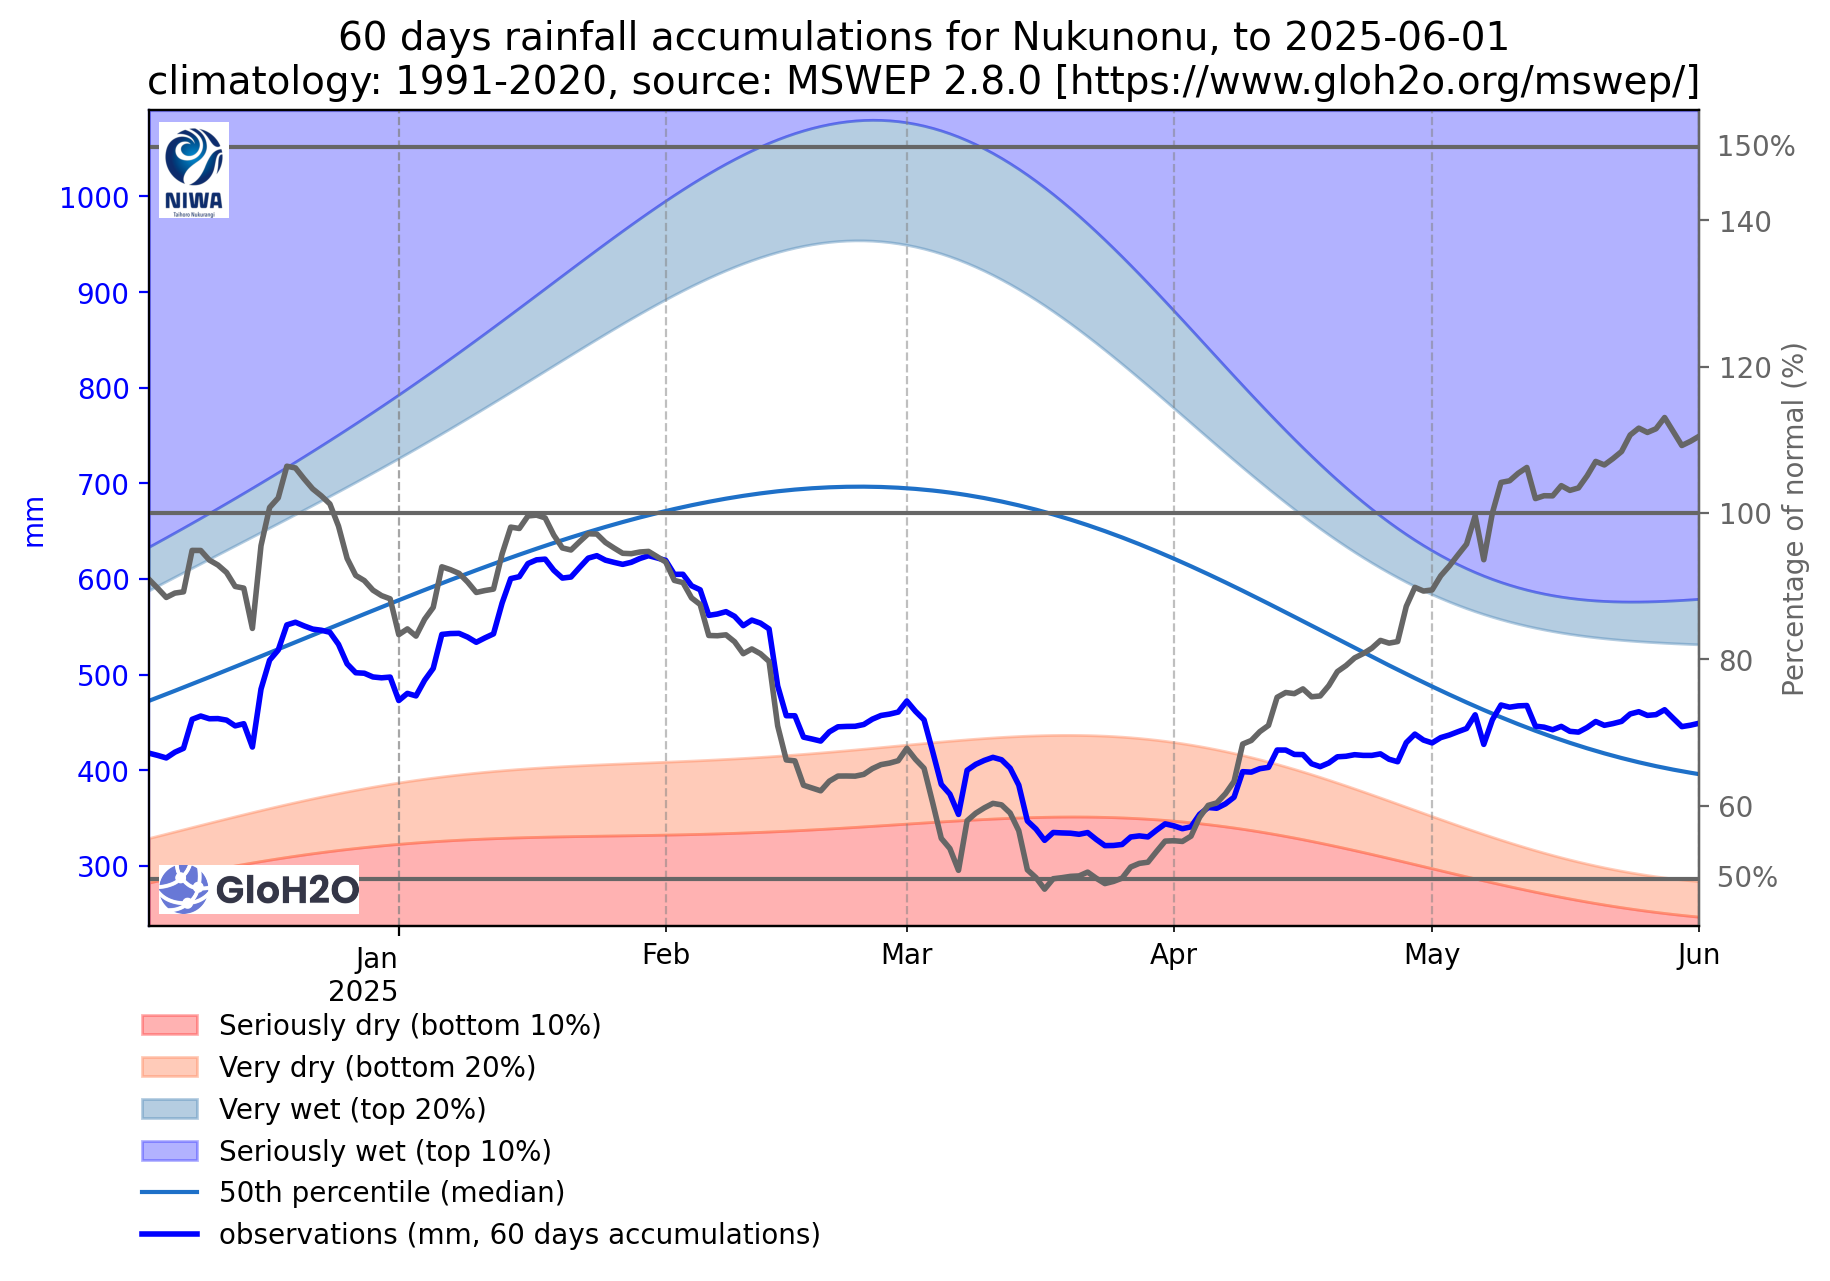 60 days rainfall accumulations for Nukunonu, to 2025-06-01
climatology: 1991-2020, source: MSWEP 2.8.0 [https://www.gloh2o.org/mswep/]
NIWA
Taihoro Nukurangi
1000
900
800
700
600
500
400
300
mm
150%
140
120
100
80
60
50%
Percentage of normal (%)
GloH2O
Jan
2025
Feb
Mar
Apr
May
Jun
Seriously dry (bottom 10%)
Very dry (bottom 20%)
Very wet (top 20%)
Seriously wet (top 10%)
50th percentile (median)
observations (mm, 60 days accumulations)